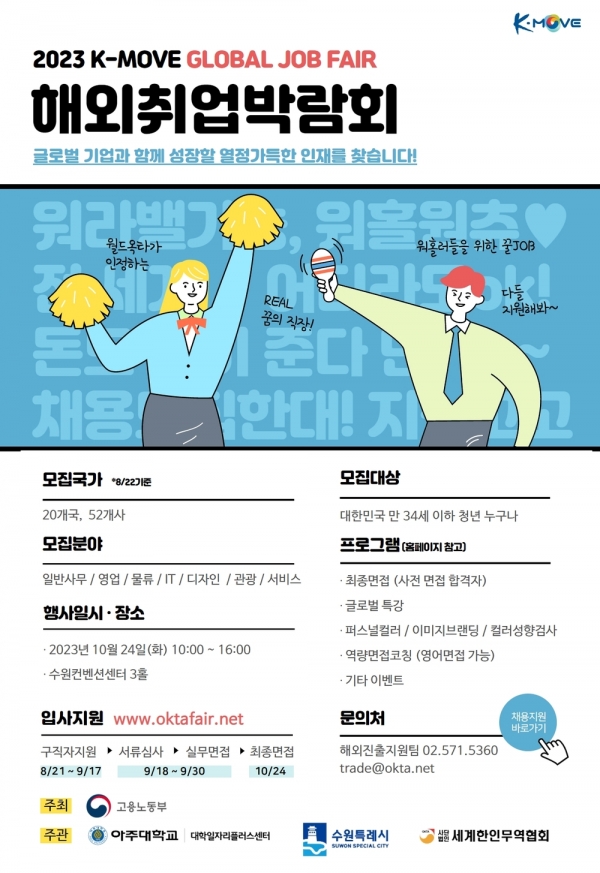 K-MOVE
2023 K-MOVE GLOBAL JOB FAIR
해외취업박람회
글로벌 기업과 함께 성장할 열정가득한 인재를 찾습니다!
월드옥타가
인정하는
REAL
꿈의 직장!
워홀러들을 위한 꿀JOB
다들
지원해봐~
모집국가 *8/22기준
20개국, 52개사
모집분야
일반사무 / 영업 / 물류 / IT / 디자인 / 관광 / 서비스
행사일시 · 장소
· 2023년 10월 24일(화) 10:00 ~ 16:00
· 수원컨벤션센터 3홀
모집대상
대한민국 만 34세 이하 청년 누구나
프로그램(홈페이지 참고)
· 최종면접 (사전 면접 합격자)
· 글로벌 특강
· 퍼스널컬러 / 이미지브랜딩 / 컬러성향검사
· 역량면접코칭 (영어면접 가능)
· 기타 이벤트
입사지원 www.oktafair.net
구직자지원 ▶ 서류심사 ▶ 실무면접 ▶ 최종면접
8/21 ~ 9/17 9/18 ~ 9/30 10/24
문의처
해외진출지원팀 02.571.5360
trade@okta.net
채용지원
바로가기
주최 고용노동부
주관 아주대학교 대학일자리플러스센터
수원특례시
SUWON SPECIAL CITY
사단법인 세계한인무역협회